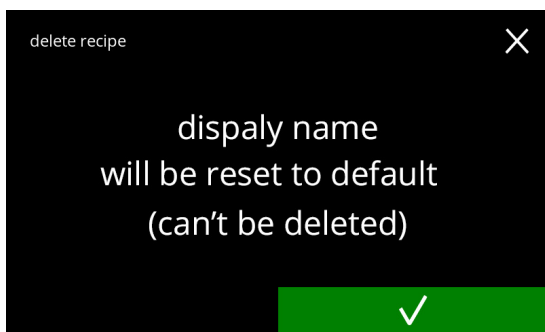 delete recipe
dispaly name
will be reset to default
(can’t be deleted)